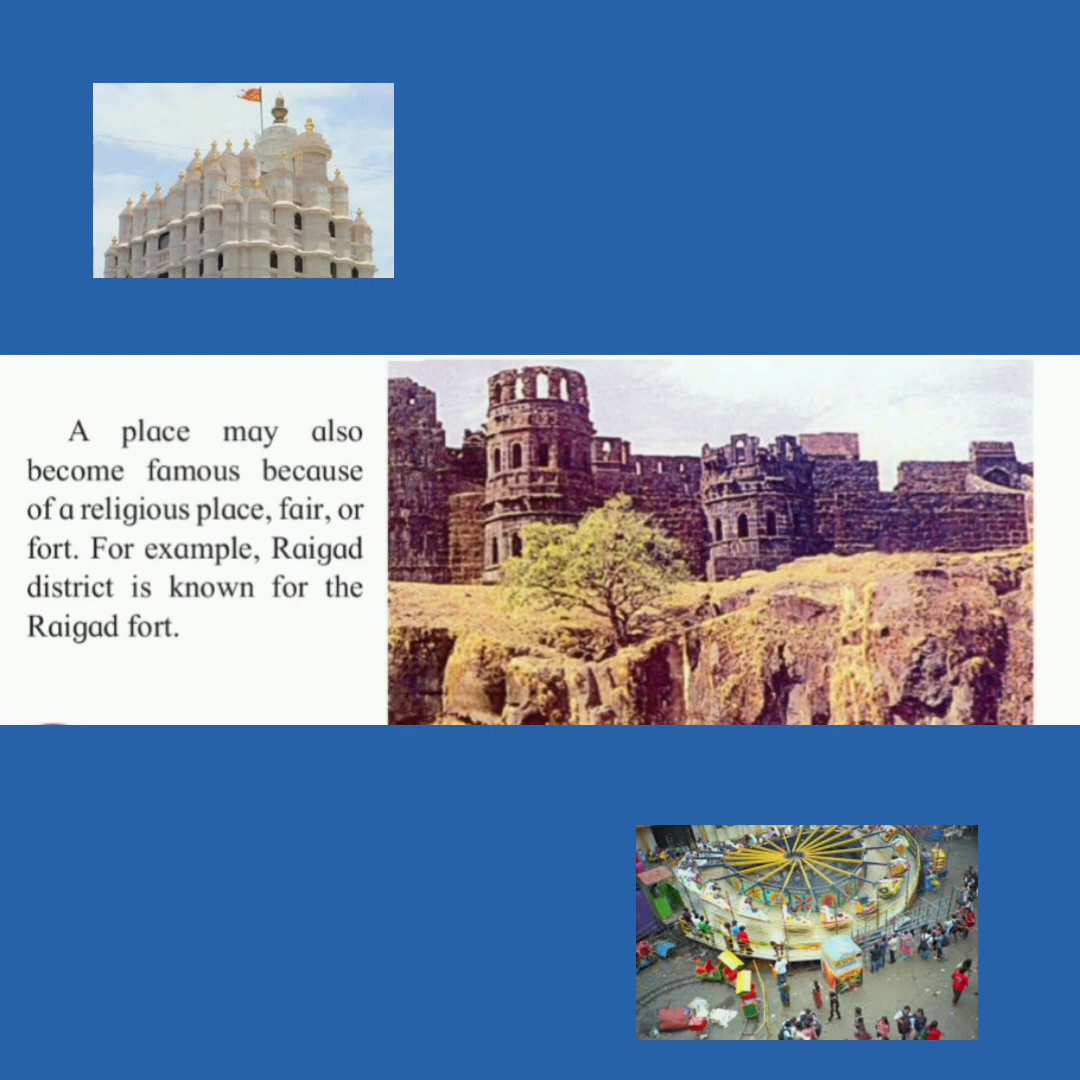 A place may also
become famous because
of a religious place, fair, or
fort. For example, Raigad
district is known for the
Raigad fort.